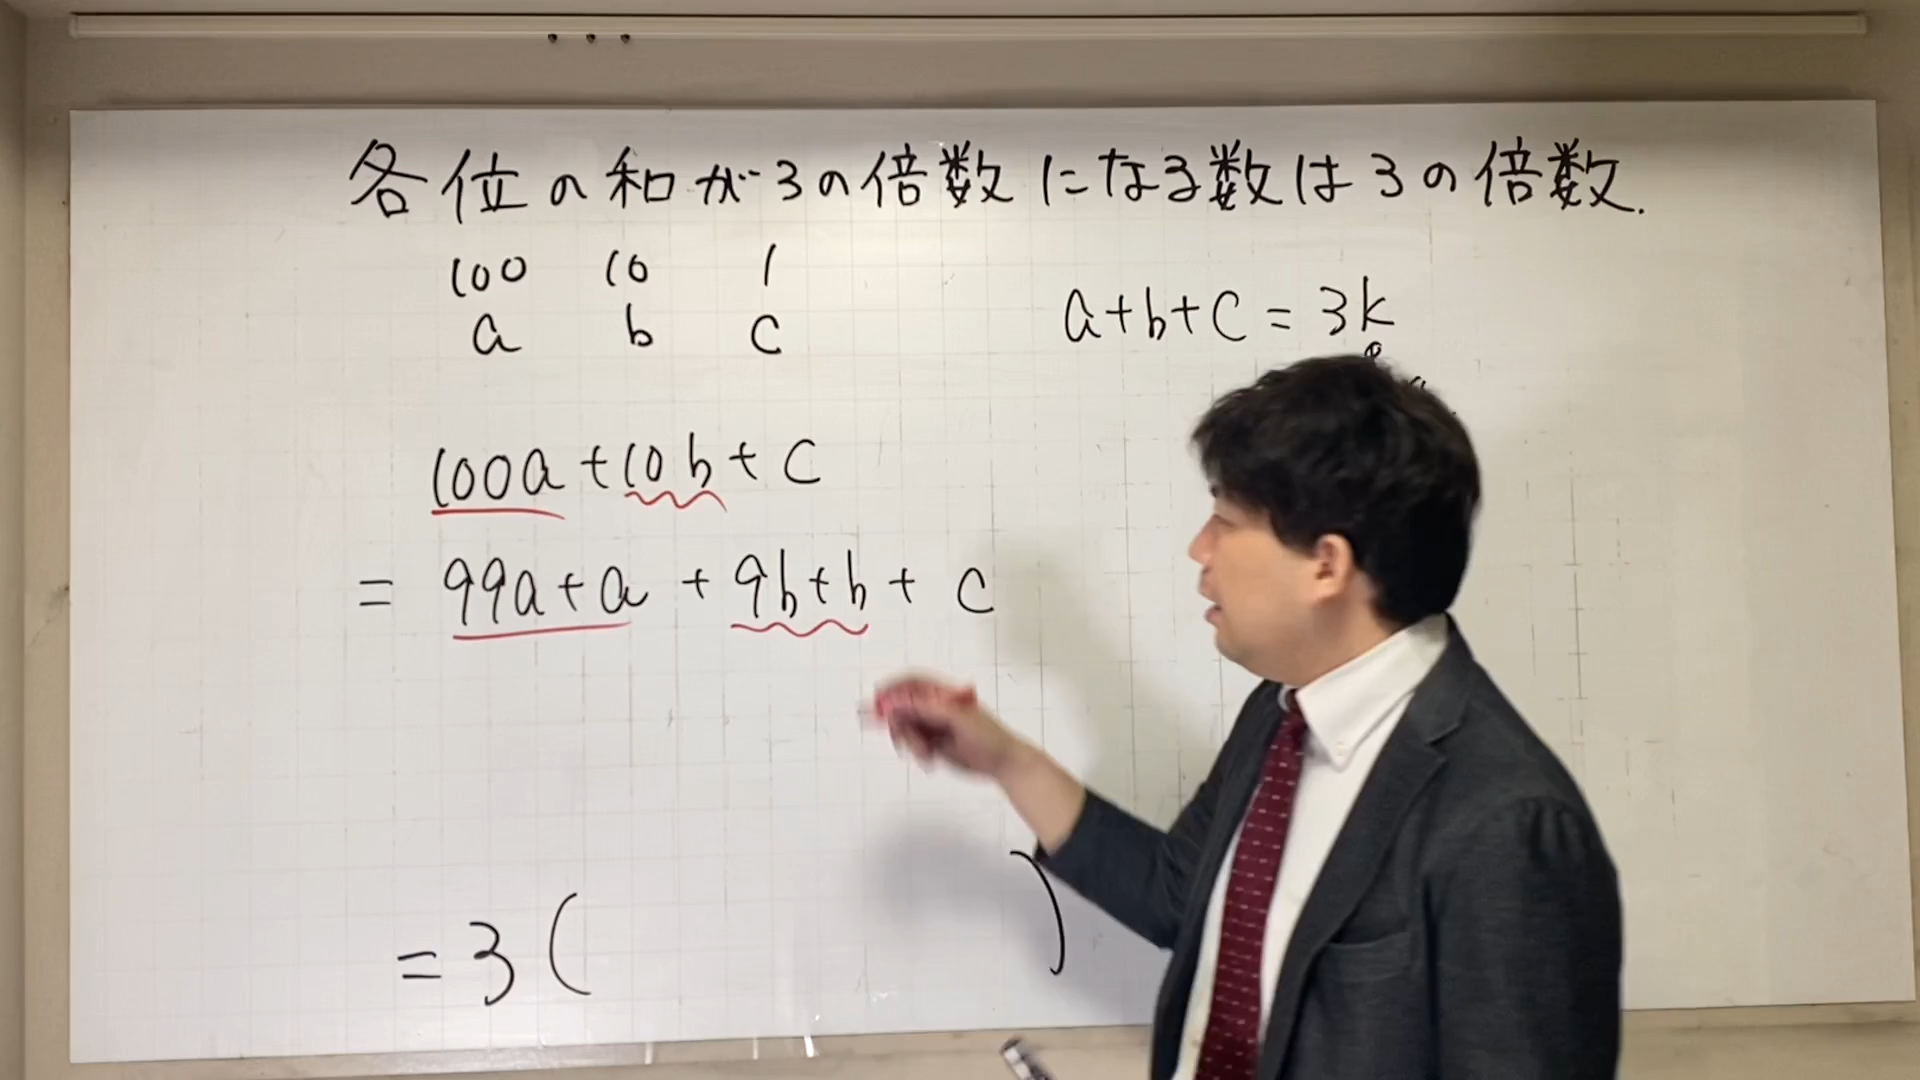 各位の和が3の倍数になる数は3の倍数.
100 10 1
a b c
a+b+c = 3k
100a+10b+c
= 99a+a + 9b+b + c
= 3( )